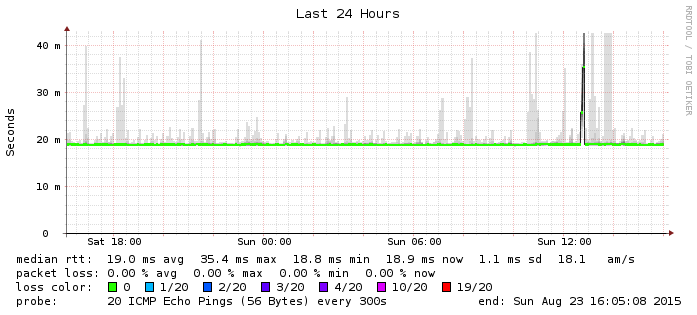 Last 24 Hours
RRDTOOL / TOBI OETIKER
Seconds
40 m
30 m
20 m
10 m
0
Sat 18:00 Sun 00:00 Sun 06:00 Sun 12:00
median rtt: 19.0 ms avg 35.4 ms max 18.8 ms min 18.9 ms now 1.1 ms sd 18.1 am/s
packet loss: 0.00 % avg 0.00 % max 0.00 % min 0.00 % now
loss color: 0 1/20 2/20 3/20 4/20 10/20 19/20
probe: 20 ICMP Echo Pings (56 Bytes) every 300s end: Sun Aug 23 16:05:08 2015